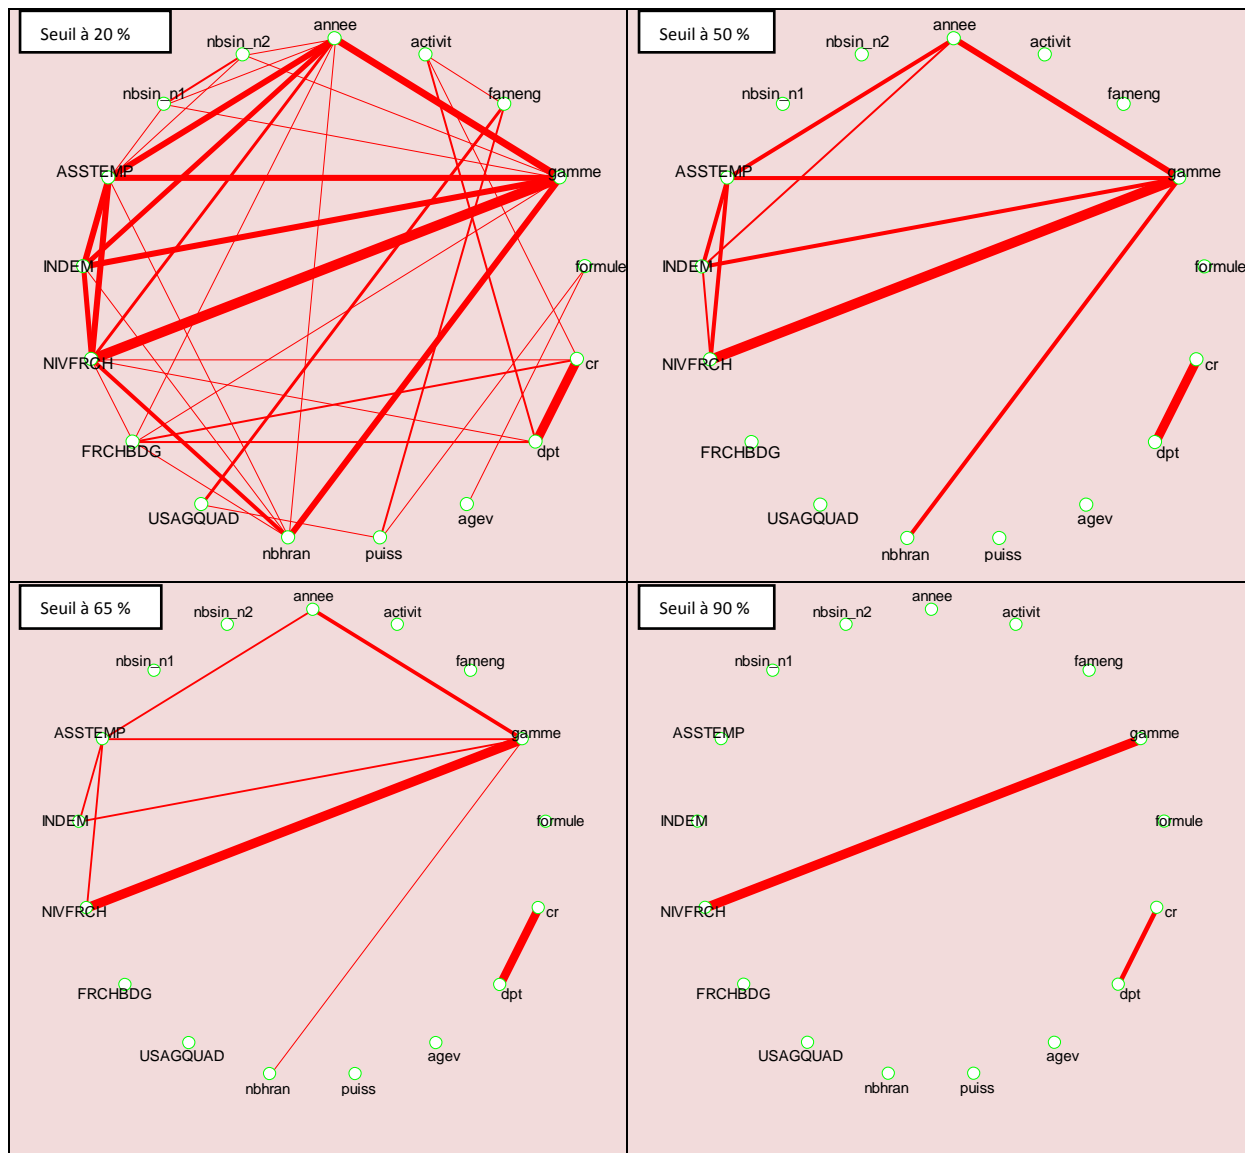 Seuil à 20 %
annee
nbsin_n2
activit
nbsin_n1
fameng
ASSTEMP
gamme
INDEM
formule
NIVFRCH
cr
FRCHBDG
dpt
USAGQUAD
agev
nbhran
puiss
Seuil à 50 %
annee
nbsin_n2
activit
nbsin_n1
fameng
ASSTEMP
gamme
INDEM
formule
NIVFRCH
cr
FRCHBDG
dpt
USAGQUAD
agev
nbhran
puiss
Seuil à 65 %
annee
nbsin_n2
activit
nbsin_n1
fameng
ASSTEMP
gamme
INDEM
formule
NIVFRCH
cr
FRCHBDG
dpt
USAGQUAD
agev
nbhran
puiss
Seuil à 90 %
annee
nbsin_n2
activit
nbsin_n1
fameng
ASSTEMP
gamme
INDEM
formule
NIVFRCH
cr
FRCHBDG
dpt
USAGQUAD
agev
nbhran
puiss